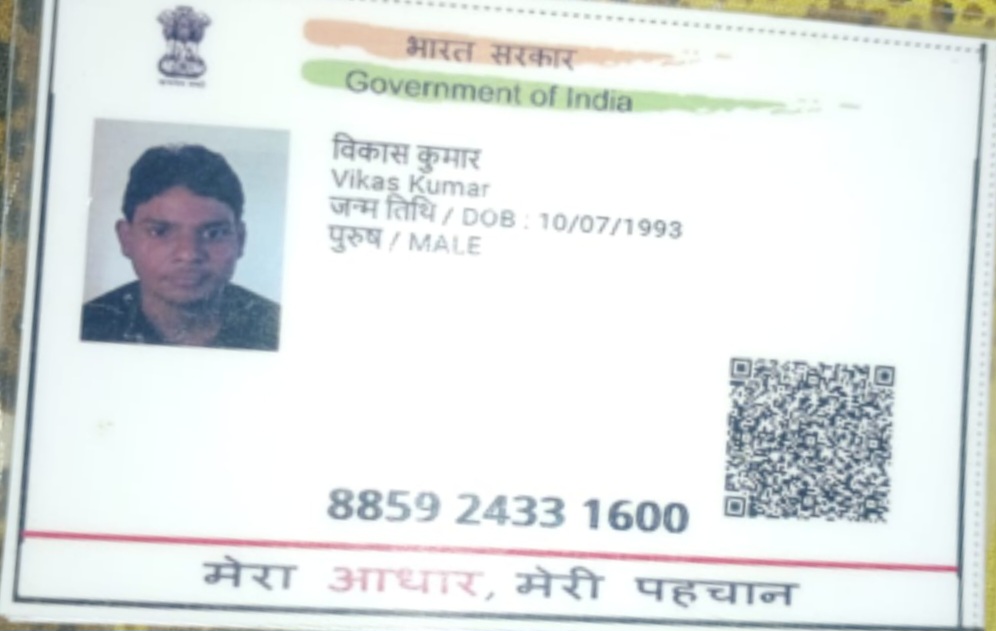 भारत सरकार
Government of India
विकास कुमार
Vikas Kumar
जन्म तिथि / DOB : 10/07/1993
पुरुष / MALE
8859 2433 1600
मेरा आधार, मेरी पहचान